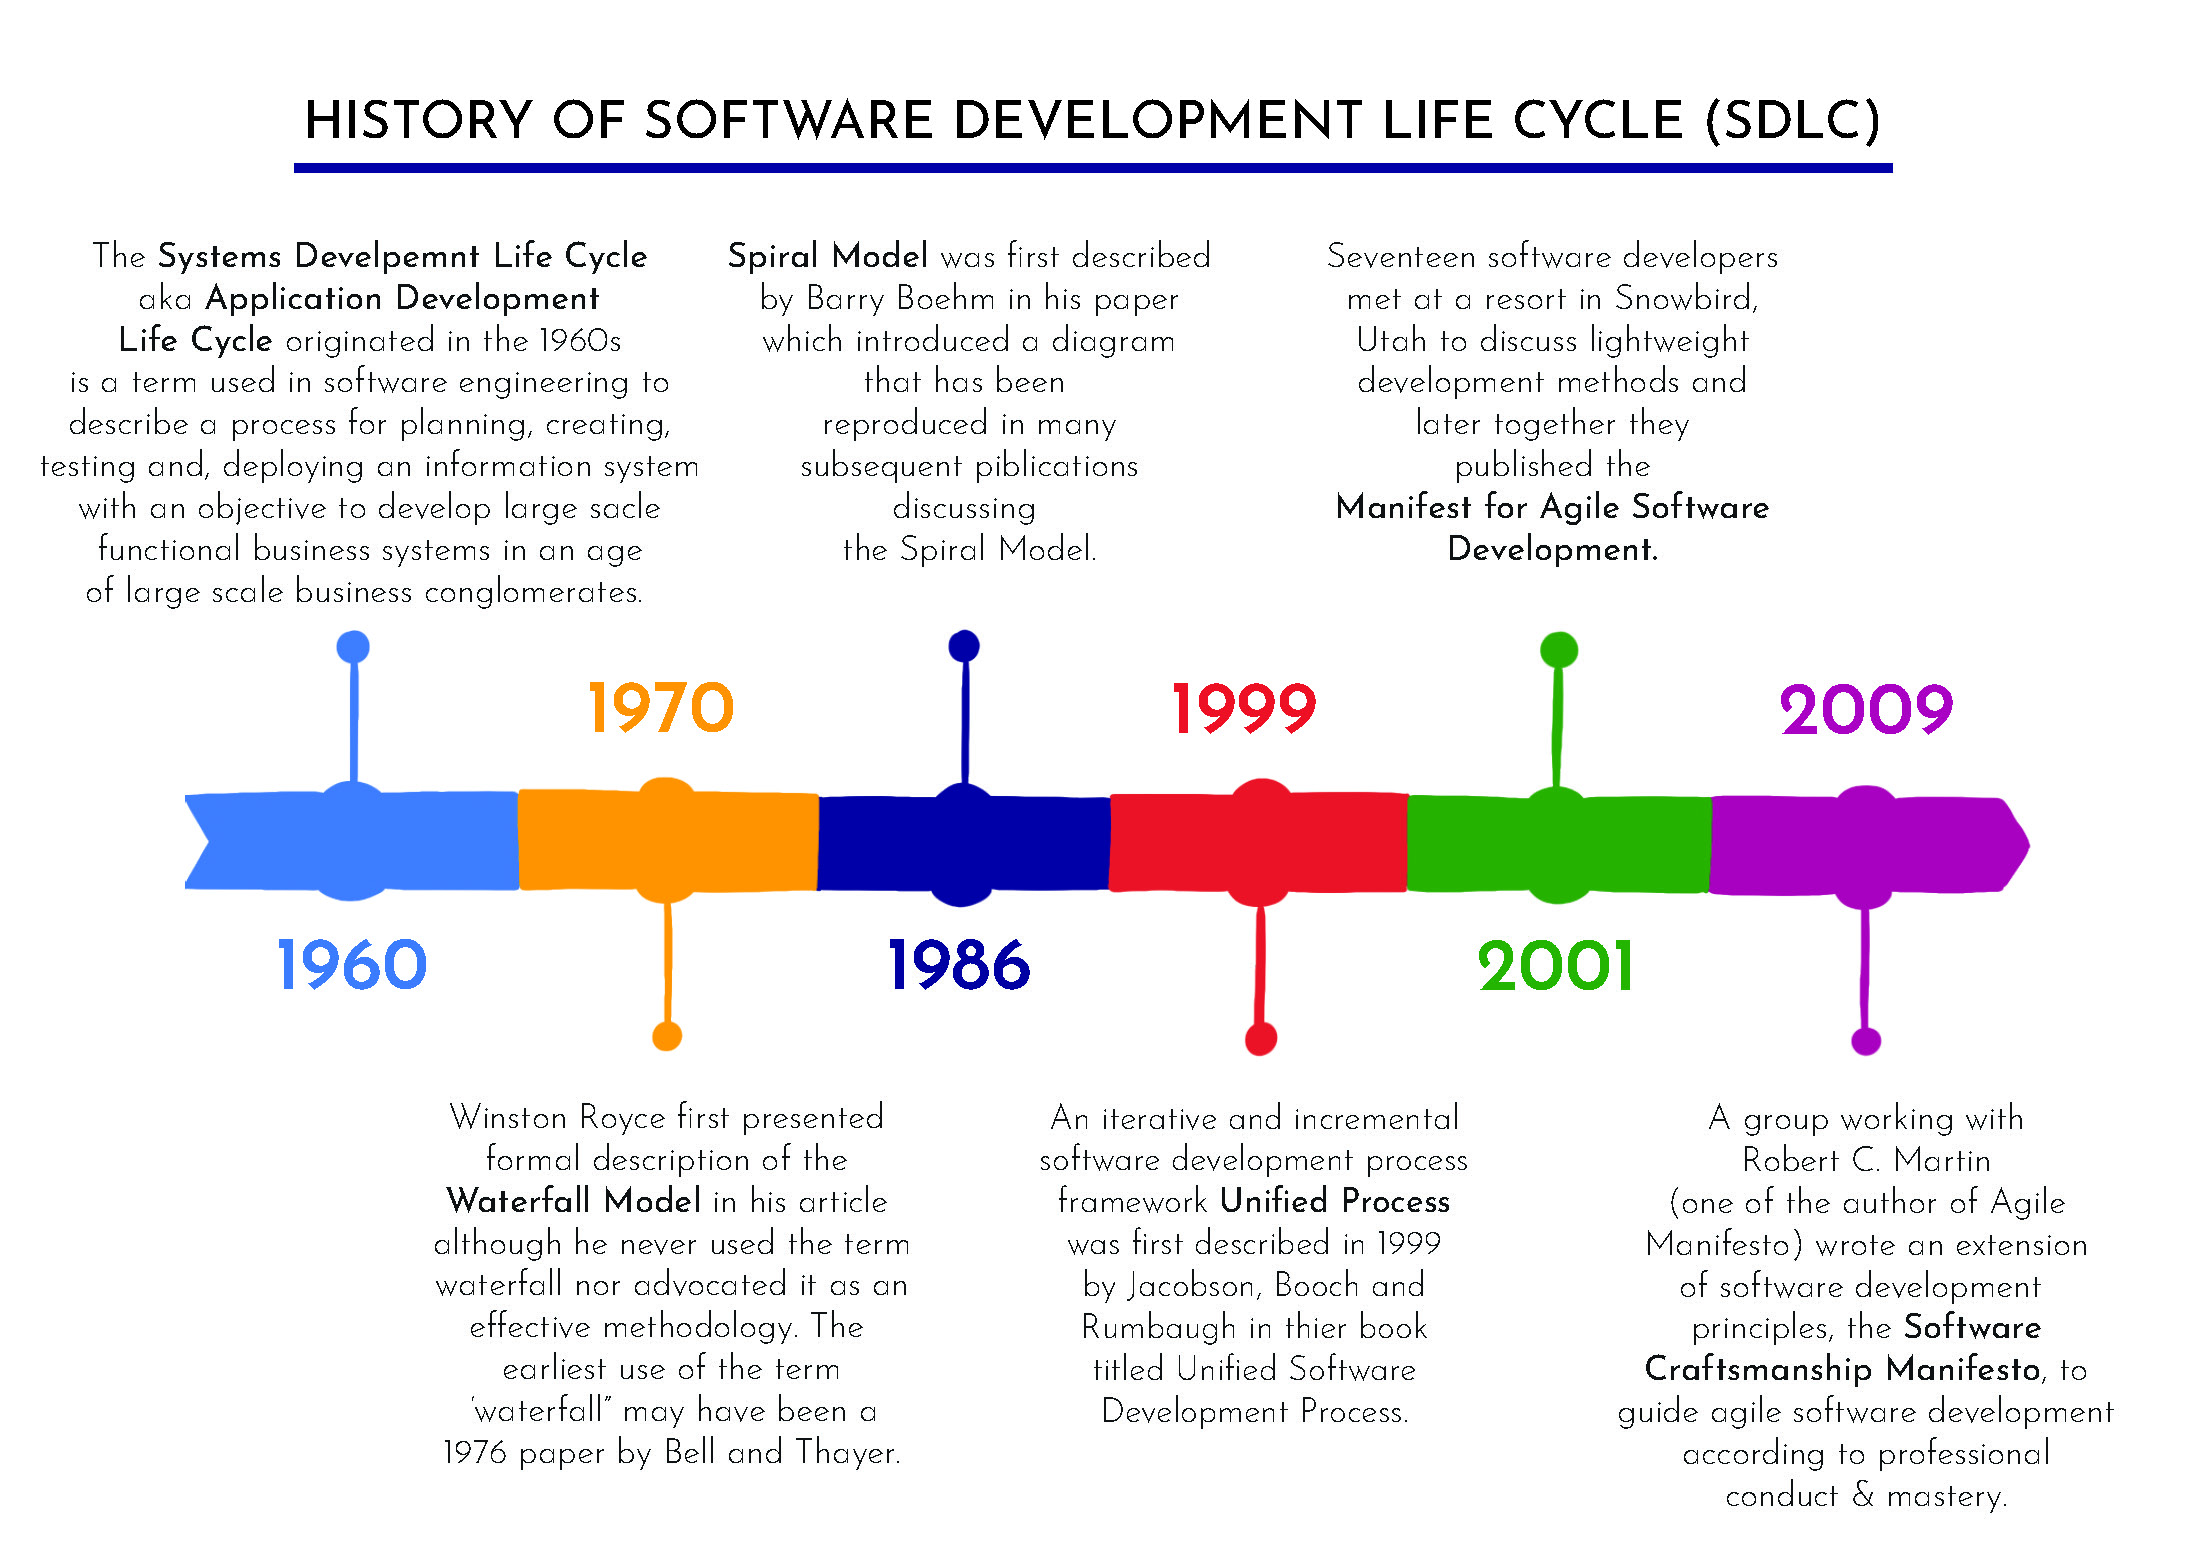 HISTORY OF SOFTWARE DEVELOPMENT LIFE CYCLE (SDLC)
The Systems Develpemnt Life Cycle
aka Application Development
Life Cycle originated in the 1960s
is a term used in software engineering to
describe a process for planning, creating,
testing and, deploying an information system
with an objective to develop large sacle
functional business systems in an age
of large scale business conglomerates.
Spiral Model was first described
by Barry Boehm in his paper
which introduced a diagram
that has been
reproduced in many
subsequent piblications
discussing
the Spiral Model.
Seventeen software developers
met at a resort in Snowbird,
Utah to discuss lightweight
development methods and
later together they
published the
Manifest for Agile Software
Development.
1970
1999
2009
1960
1986
2001
Winston Royce first presented
formal description of the
Waterfall Model in his article
although he never used the term
waterfall nor advocated it as an
effective methodology. The
earliest use of the term
'waterfall" may have been a
1976 paper by Bell and Thayer.
An iterative and incremental
software development process
framework Unified Process
was first described in 1999
by Jacobson, Booch and
Rumbaugh in thier book
titled Unified Software
Development Process.
A group working with
Robert C. Martin
(one of the author of Agile
Manifesto) wrote an extension
of software development
principles, the Software
Craftsmanship Manifesto, to
guide agile software development
according to professional
conduct & mastery.